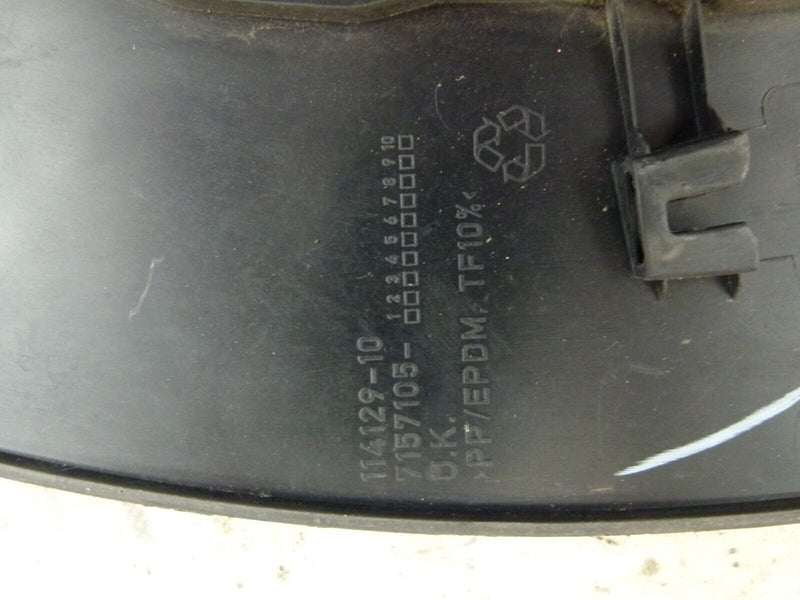 114129-10
7157105-
1 2 3 4 5 6 7 8 9 10
O.K.
>PP/EPDM, TF10%<